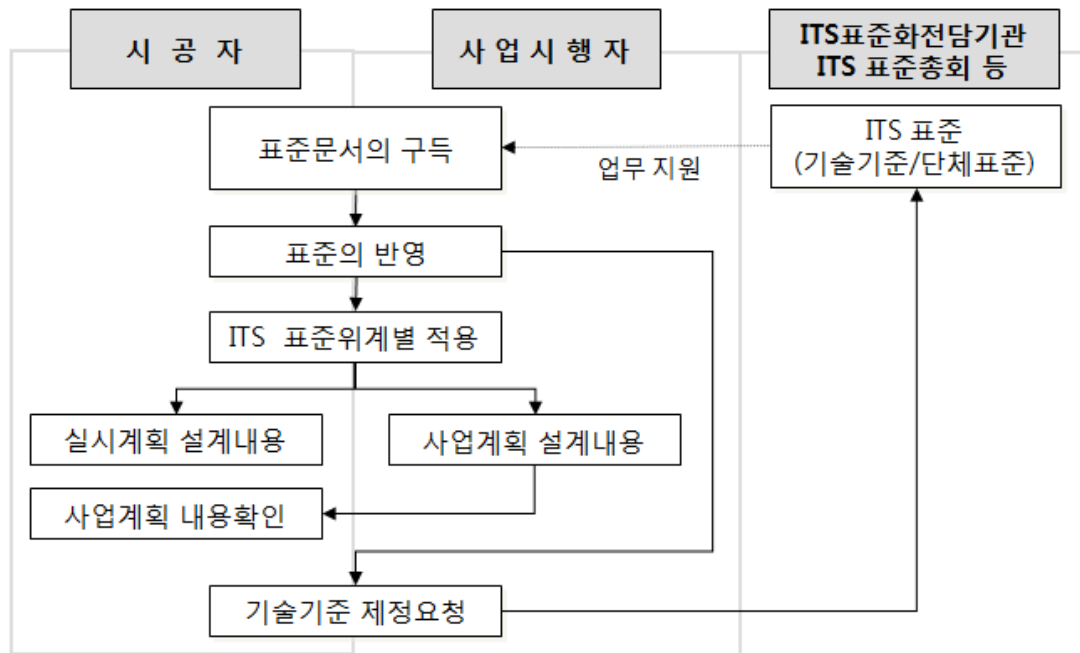 시 공 자
사 업 시 행 자
ITS표준화전담기관
ITS 표준총회 등
표준문서의 구득
업무 지원
ITS 표준
(기술기준/단체표준)
표준의 반영
ITS 표준위계별 적용
실시계획 설계내용
사업계획 설계내용
사업계획 내용확인
기술기준 제정요청